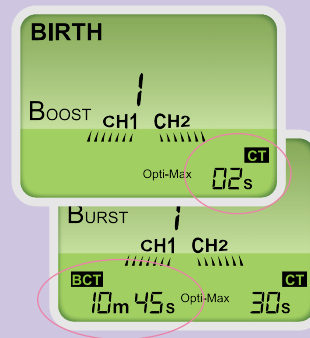 BIRTH
1
BOOST
CH1 CH2
CT
Opti-Max 02s
BURST
1
CH1 CH2
BCT CT
10m 45s Opti-Max 30s